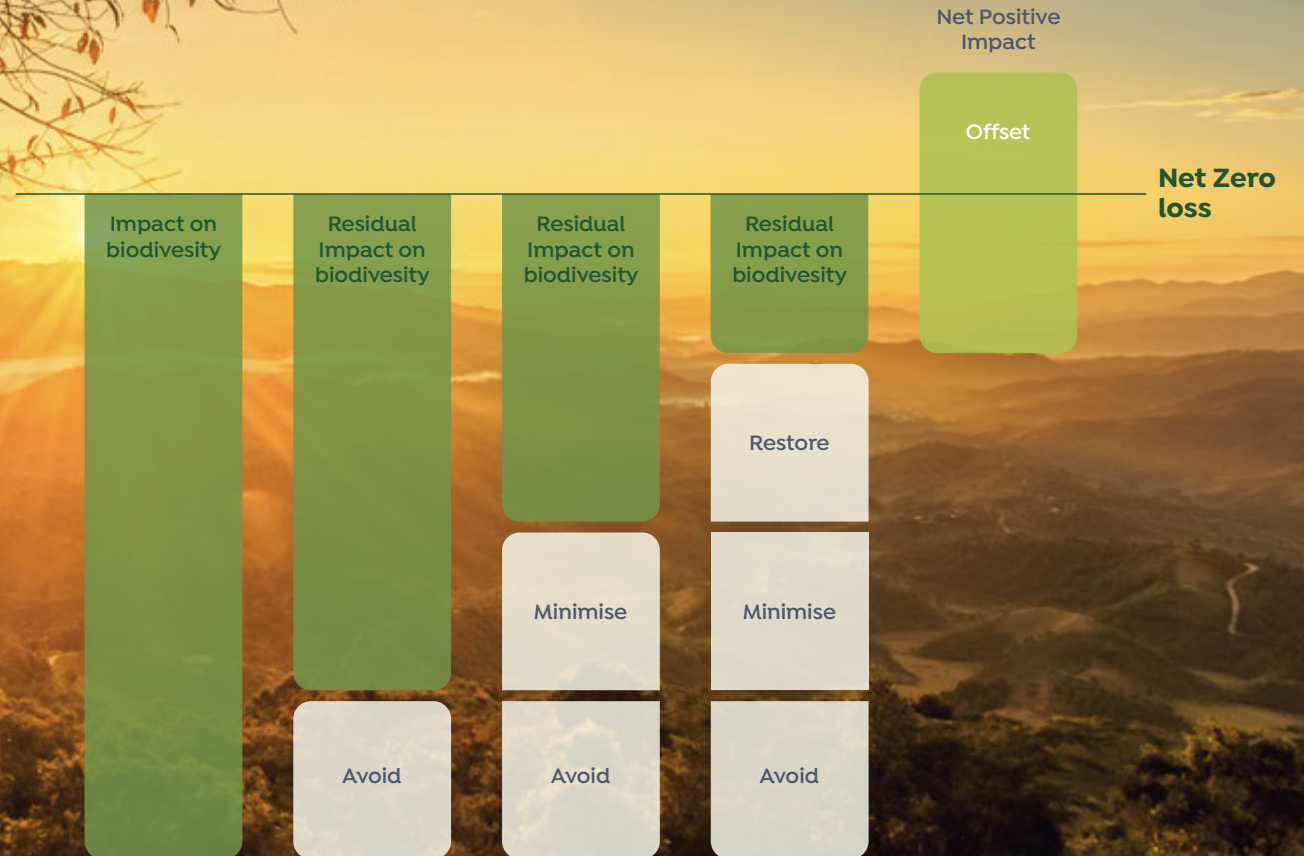 Net Positive
Impact
Offset
Net Zero
loss
Impact on
biodivesity
Residual
Impact on
biodivesity
Residual
Impact on
biodivesity
Residual
Impact on
biodivesity
Restore
Minimise
Minimise
Avoid
Avoid
Avoid